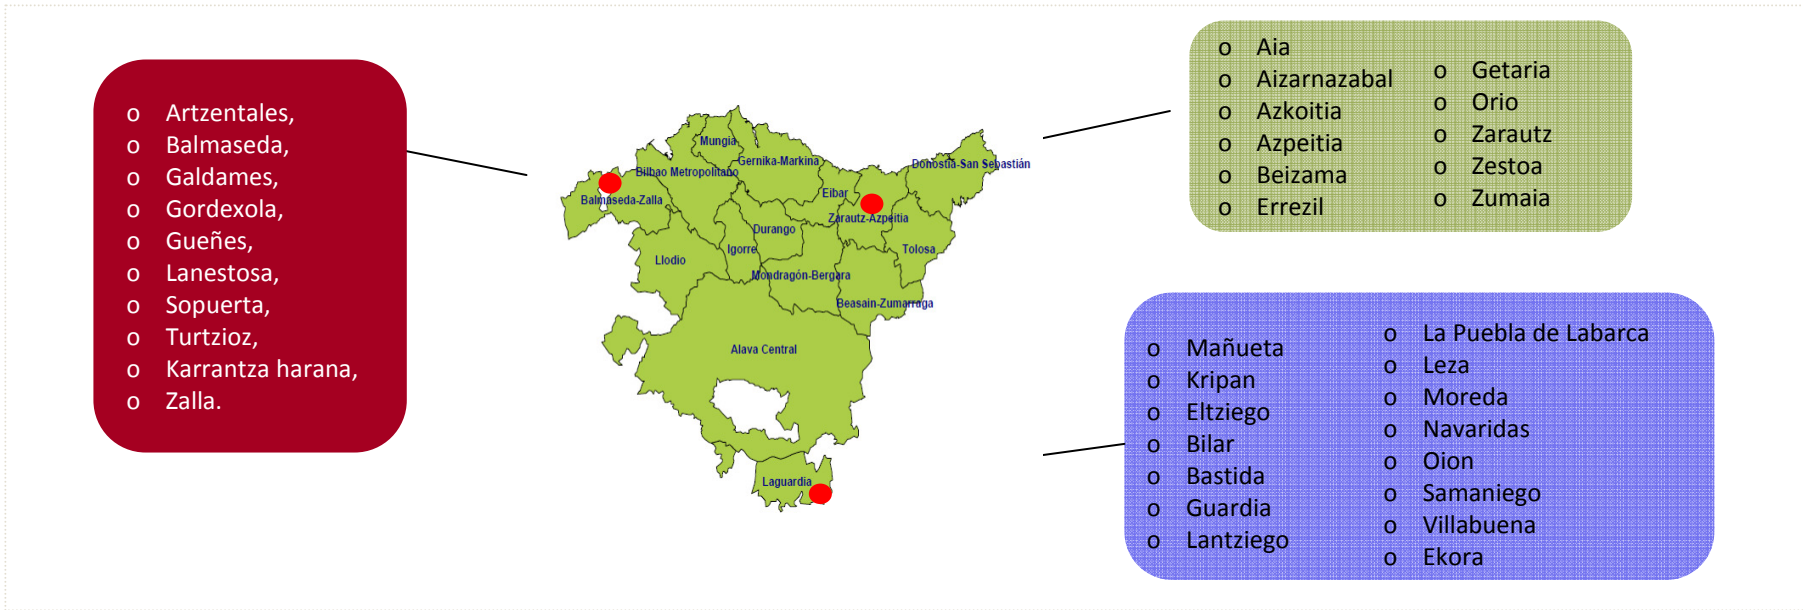 o Artzentales,
o Balmaseda,
o Galdames,
o Gordexola,
o Gueñes,
o Lanestosa,
o Sopuerta,
o Turtzioz,
o Karrantza harana,
o Zalla.
Mungia
Gernika-Markina
Donostia-San Sebastián
Bilbao Metropolitano
Balmaseda-Zalla
Eibar
Zarautz-Azpeitia
Durango
Igorre
Tolosa
Llodio
Mondragón-Bergara
Beasain-Zumarraga
Alava Central
Laguardia
o Aia
o Aizarnazabal
o Azkoitia
o Azpeitia
o Beizama
o Errezil
o Getaria
o Orio
o Zarautz
o Zestoa
o Zumaia
o Mañueta
o Kripan
o Eltziego
o Bilar
o Bastida
o Guardia
o Lantziego
o La Puebla de Labarca
o Leza
o Moreda
o Navaridas
o Oion
o Samaniego
o Villabuena
o Ekora